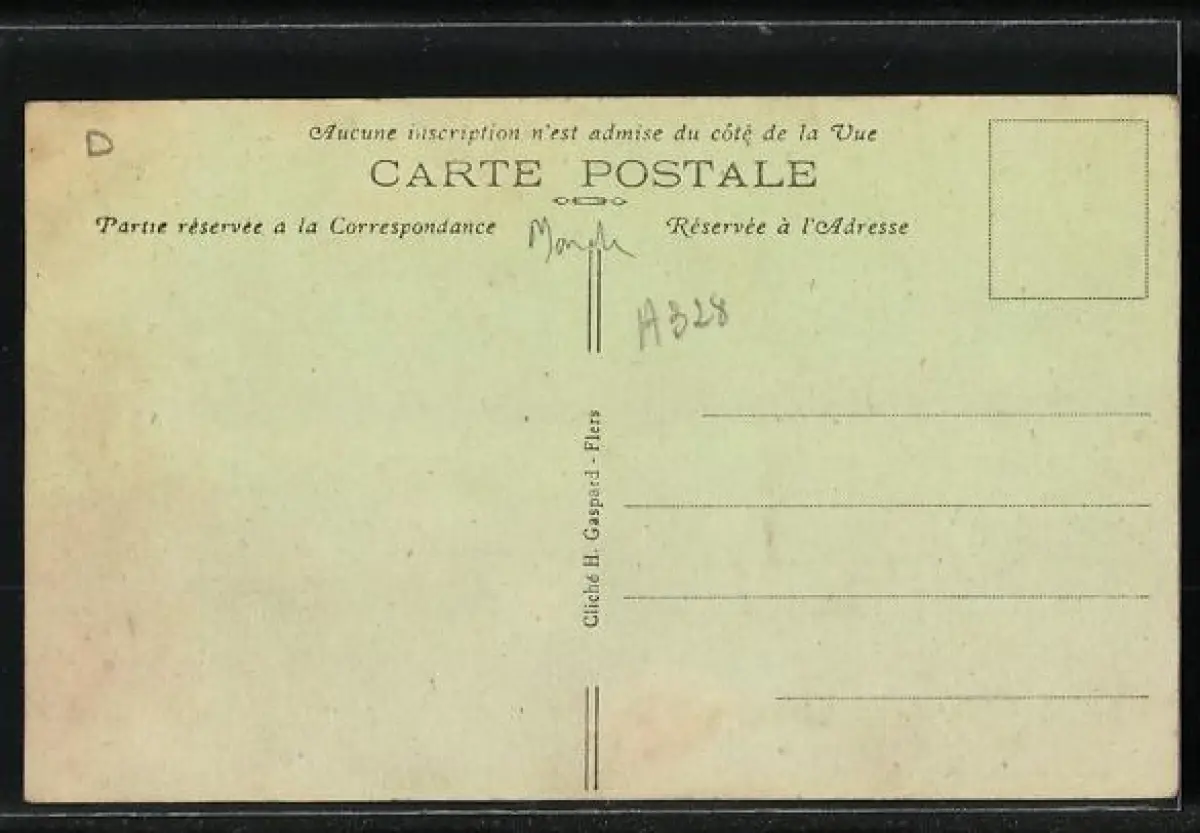 D
Aucune inscription n'est admise du côté de la Vue
CARTE POSTALE
Partie réservée a la Correspondance
Réservée à l'Adresse
A328
Cliché H. Gaspard - Flers